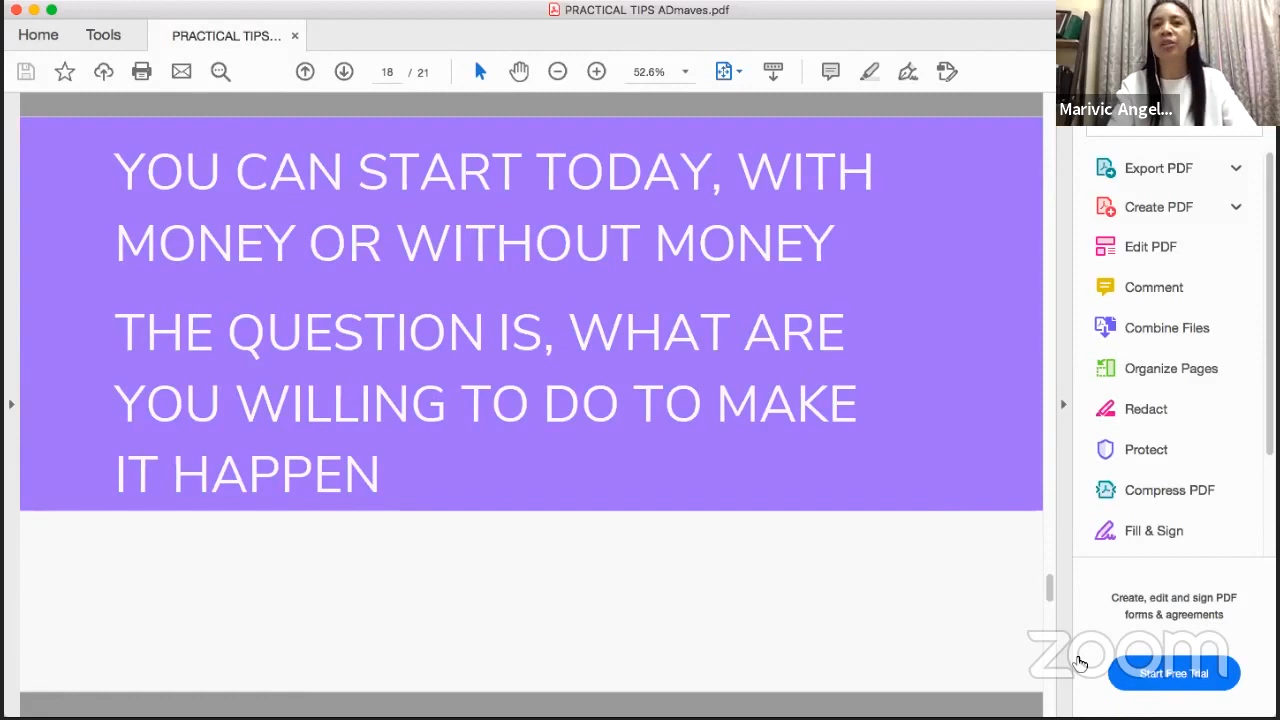 PRACTICAL TIPS ADmaves.pdf
Home
Tools
PRACTICAL TIPS...
×
18 / 21
52.6%
Marivic Angel...
YOU CAN START TODAY, WITH
MONEY OR WITHOUT MONEY
THE QUESTION IS, WHAT ARE
YOU WILLING TO DO TO MAKE
IT HAPPEN
Export PDF
Create PDF
Edit PDF
Comment
Combine Files
Organize Pages
Redact
Protect
Compress PDF
Fill & Sign
Create, edit and sign PDF
forms & agreements
zoom
Start Free Trial